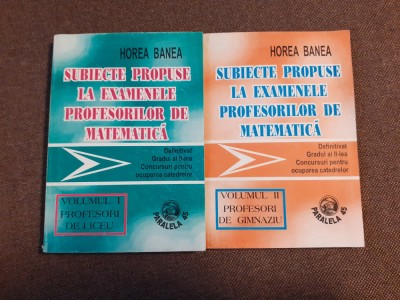 HOREA BANEA
SUBIECTE PROPUSE
LA EXAMENELE
PROFESORILOR DE
MATEMATICĂ
Definitivat
Gradul al II-lea
Concursuri pentru
ocuparea catedrelor
VOLUMUL I
PROFESORI
DE LICEU
PARALELA 45
HOREA BANEA
SUBIECTE PROPUSE
LA EXAMENELE
PROFESORILOR DE
MATEMATICĂ
Definitivat
Gradul al II-lea
Concursuri pentru
ocuparea catedrelor
VOLUMUL II
PROFESORI
DE GIMNAZIU
PARALELA 45